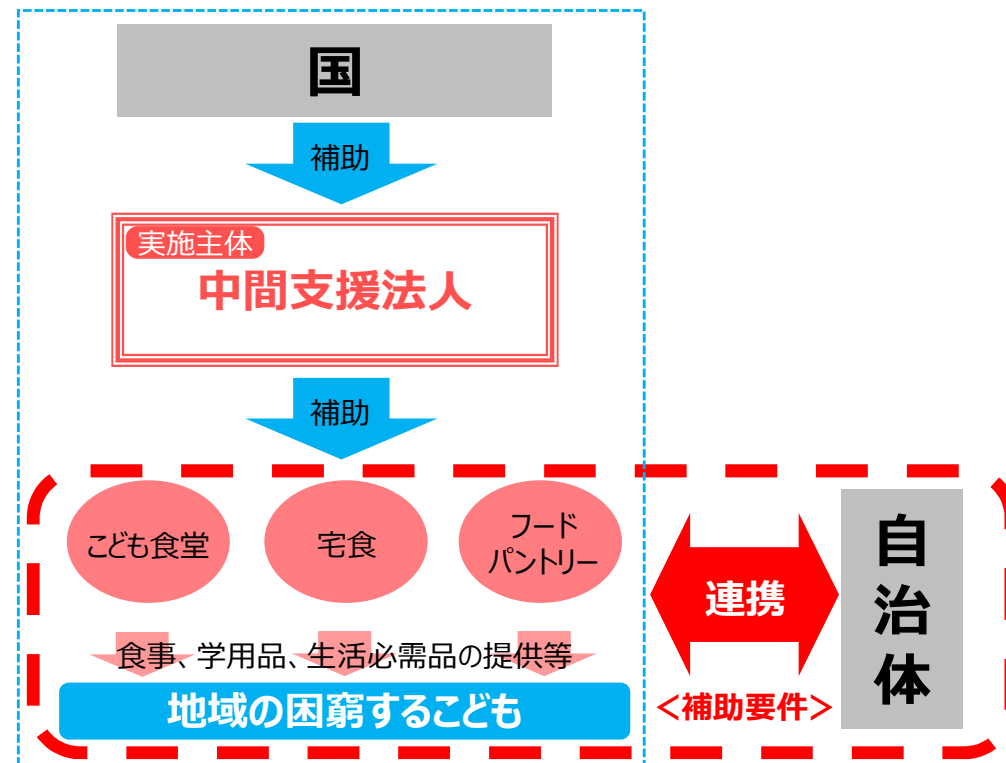 国
補助
実施主体
中間支援法人
補助
こども食堂
宅食
フード
パントリー
連携
自治体
食事、学用品、生活必需品の提供等
地域の困窮するこども
＜補助要件＞